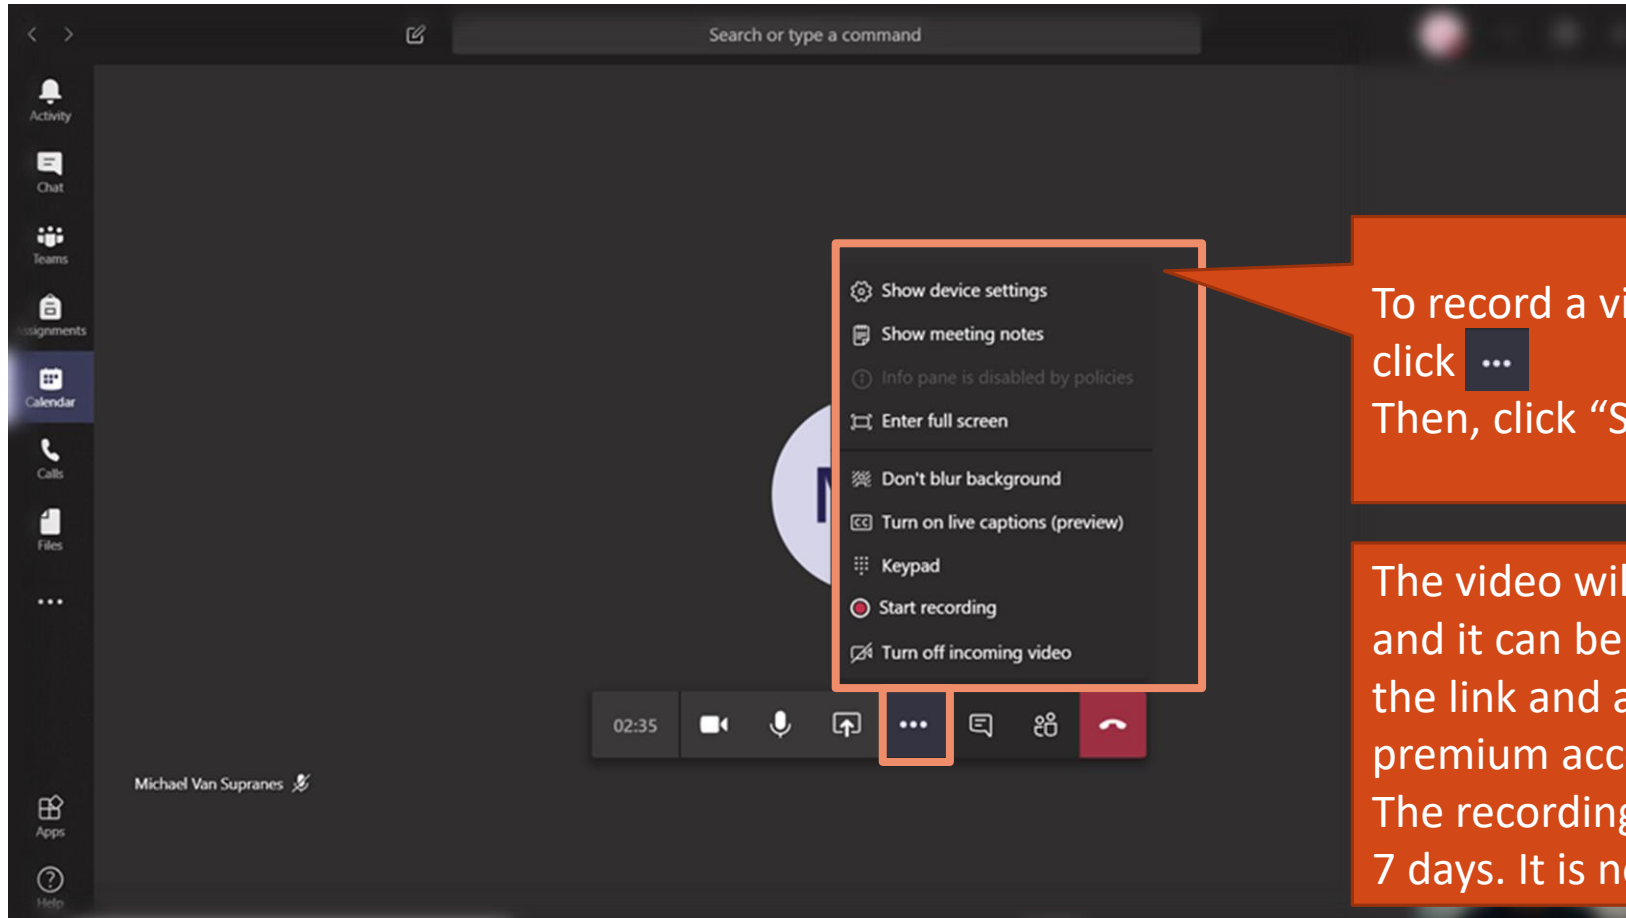 Search or type a command
Activity
Chat
Teams
ssignments
Calendar
Calls
Files
Apps
Help
Show device settings
Show meeting notes
Info pane is disabled by policies
Enter full screen
Don't blur background
Turn on live captions (preview)
Keypad
Start recording
Turn off incoming video
02:35
Michael Van Supranes
To record a vi
click ...
Then, click “S
The video wil
and it can be
the link and a
premium acc
The recording
7 days. It is n